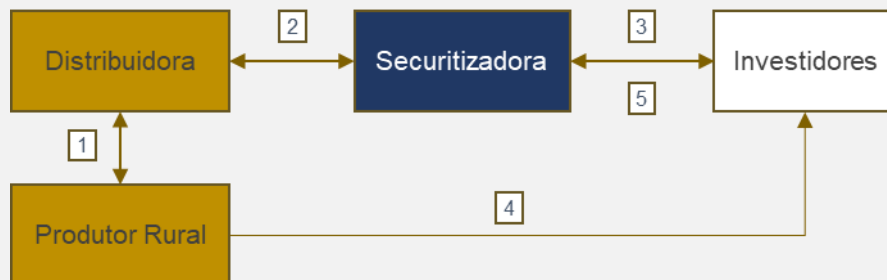 Distribuidora
2
Securitizadora
3
Investidores
5
1
4
Produtor Rural